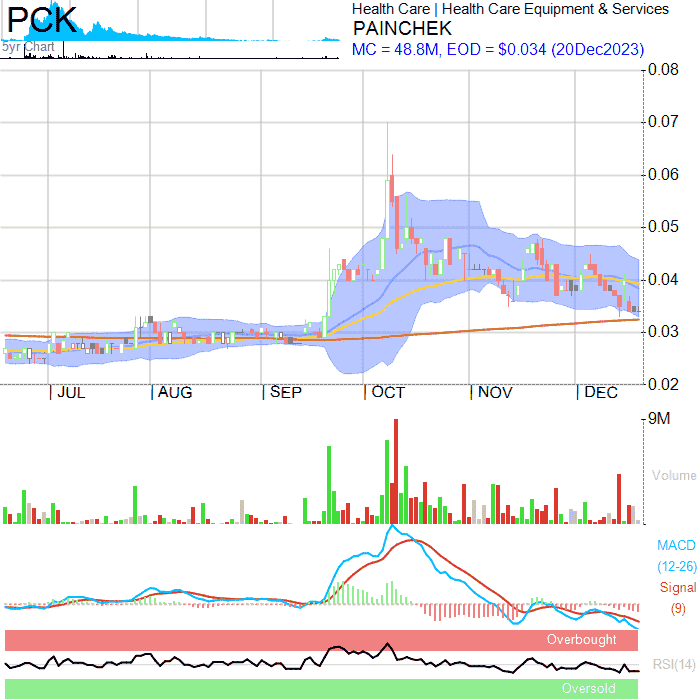 PCK
5yr Chart
Health Care | Health Care Equipment & Services
PAINCHEK
MC = 48.8M, EOD = $0.034 (20Dec2023)
0.08
0.07
0.06
0.05
0.04
0.03
0.02
| JUL | AUG | SEP | OCT | NOV | DEC
9M
Volume
MACD
(12-26)
Signal
(9)
Overbought
RSI(14)
Oversold